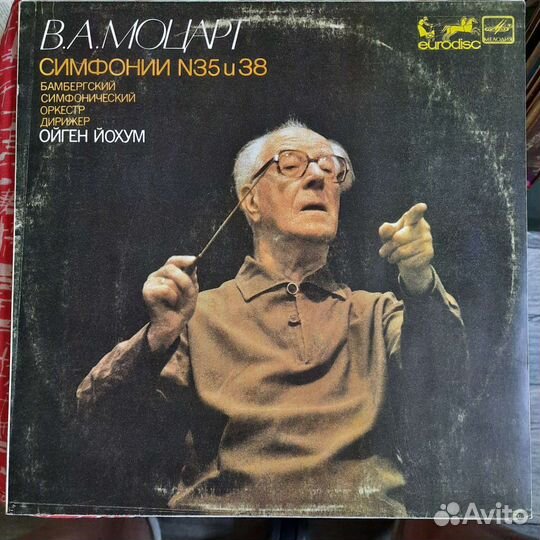 В.А.МОЦАРТ
СИМФОНИИ N35 и 38
БАМБЕРГСКИЙ
СИМФОНИЧЕСКИЙ
ОРКЕСТР
ДИРИЖЕР
ОЙГЕН ЙОХУМ
eurodisc
МЕЛОДИЯ
Avito